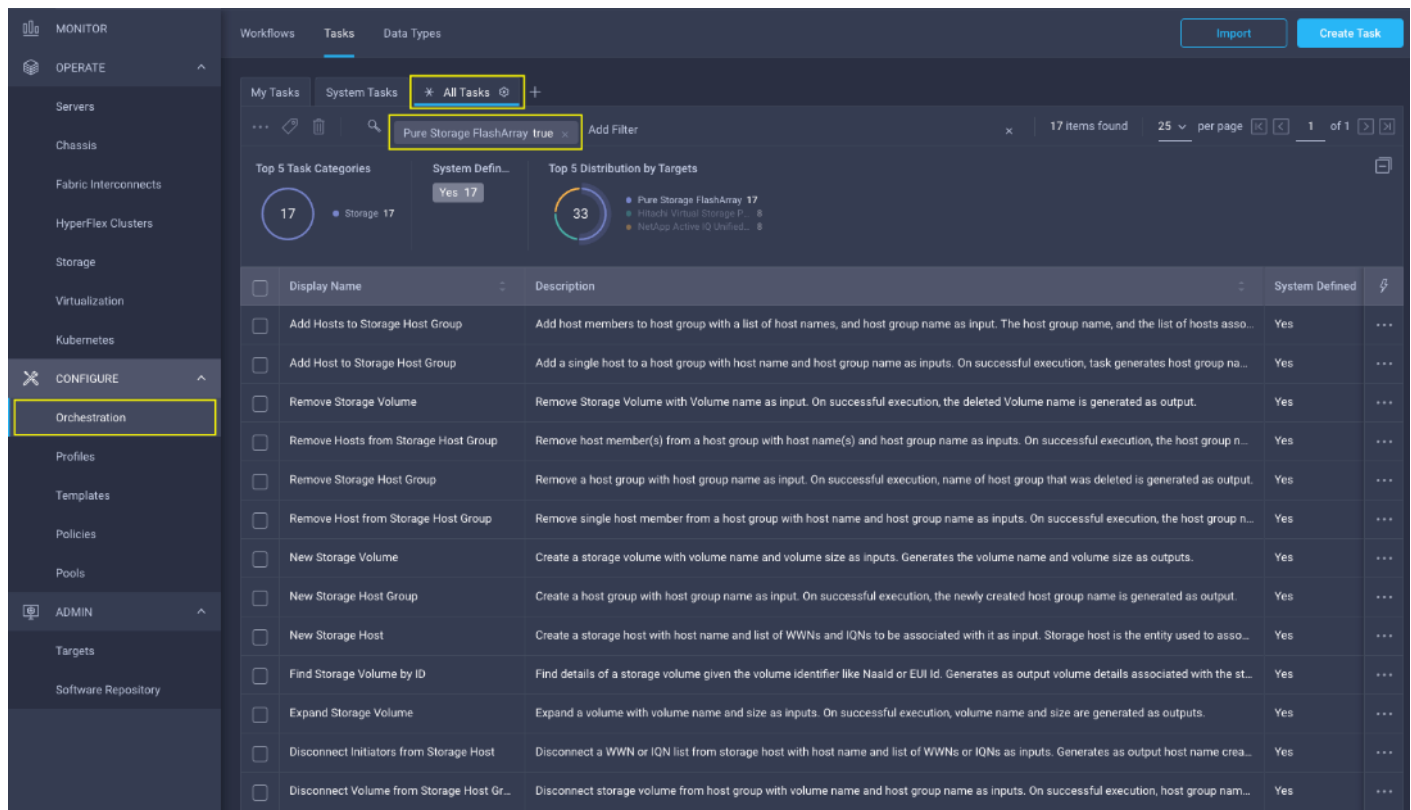 MONITOR
OPERATE
Servers
Chassis
Fabric Interconnects
HyperFlex Clusters
Storage
Virtualization
Kubernetes
CONFIGURE
Orchestration
Profiles
Templates
Policies
Pools
ADMIN
Targets
Software Repository
Workflows Tasks Data Types Import Create Task
My Tasks System Tasks All Tasks
Pure Storage FlashArray true × Add Filter × 17 items found 25 per page 1 of 1
Top 5 Task Categories System Defin... Top 5 Distribution by Targets
17 Storage 17 Yes 17 33
Pure Storage FlashArray 17
Hitachi Virtual Storage P... 8
NetApp Active IQ Unified... 8
Display Name Description System Defined
Add Hosts to Storage Host Group Add host members to host group with a list of host names, and host group name as input. The host group name, and the list of hosts asso... Yes
Add Host to Storage Host Group Add a single host to a host group with host name and host group name as inputs. On successful execution, task generates host group na... Yes
Remove Storage Volume Remove Storage Volume with Volume name as input. On successful execution, the deleted Volume name is generated as output. Yes
Remove Hosts from Storage Host Group Remove host member(s) from a host group with host name(s) and host group name as inputs. On successful execution, the host group n... Yes
Remove Storage Host Group Remove a host group with host group name as input. On successful execution, name of host group that was deleted is generated as output. Yes
Remove Host from Storage Host Group Remove single host member from a host group with host name and host group name as inputs. On successful execution, the host group n... Yes
New Storage Volume Create a storage volume with volume name and volume size as inputs. Generates the volume name and volume size as outputs. Yes
New Storage Host Group Create a host group with host group name as input. On successful execution, the newly created host group name is generated as output. Yes
New Storage Host Create a storage host with host name and list of WWNs and IQNs to be associated with it as input. Storage host is the entity used to asso... Yes
Find Storage Volume by ID Find details of a storage volume given the volume identifier like NaaId or EUI Id. Generates as output volume details associated with the st... Yes
Expand Storage Volume Expand a volume with volume name and size as inputs. On successful execution, volume name and size are generated as outputs. Yes
Disconnect Initiators from Storage Host Disconnect a WWN or IQN list from storage host with host name and list of WWNs or IQNs as inputs. Generates as output host name crea... Yes
Disconnect Volume from Storage Host Gr... Disconnect storage volume from host group with volume name and host group name as inputs. On successful execution, host group nam... Yes